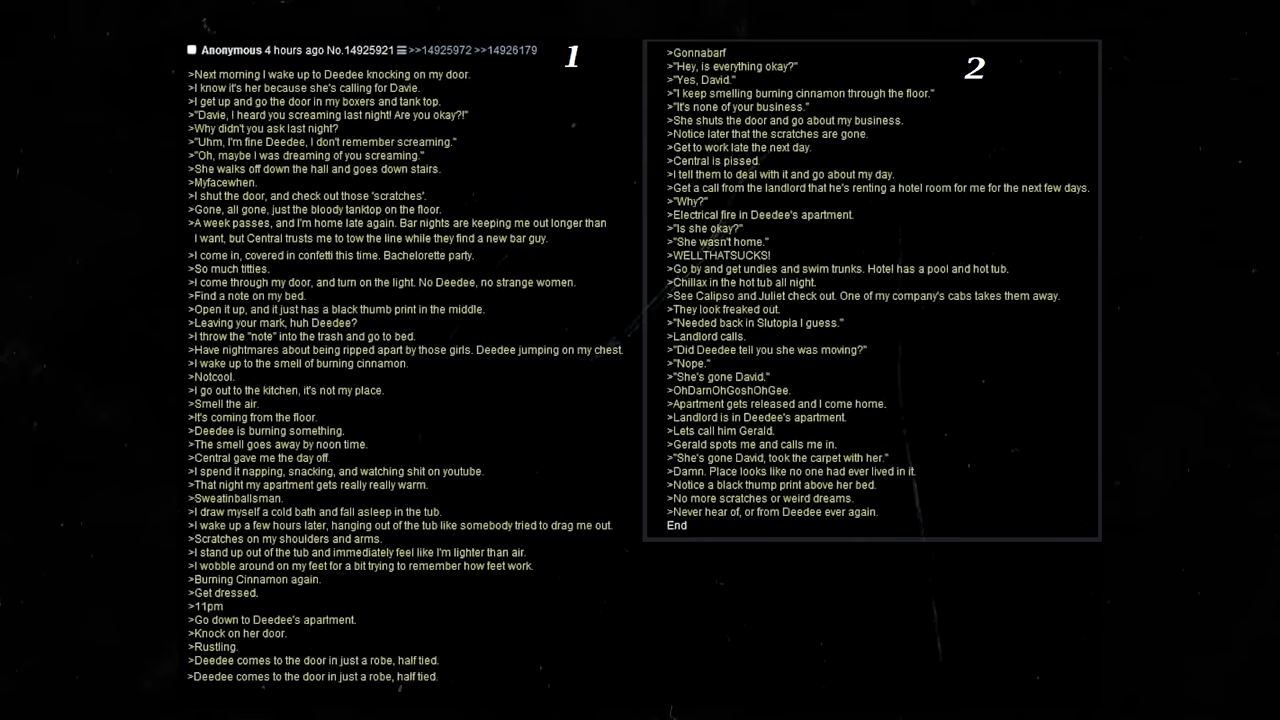 Anonymous 4 hours ago No.14925921 ☰ >>14925972 >>14926179
1
>Next morning I wake up to Deedee knocking on my door.
>I know it's her because she's calling for Davie.
>I get up and go the door in my boxers and tank top.
>"Davie, I heard you screaming last night! Are you okay?!"
>Why didn't you ask last night?
>"Uhm, I'm fine Deedee, I don't remember screaming."
>"Oh, maybe I was dreaming of you screaming."
>She walks off down the hall and goes down stairs.
>Myfacewhen.
>I shut the door, and check out those 'scratches'.
>Gone, all gone, just the bloody tanktop on the floor.
>A week passes, and I'm home late again. Bar nights are keeping me out longer than
I want, but Central trusts me to tow the line while they find a new bar guy.
>I come in, covered in confetti this time. Bachelorette party.
>So much titties.
>I come through my door, and turn on the light. No Deedee, no strange women.
>Find a note on my bed.
>Open it up, and it just has a black thumb print in the middle.
>Leaving your mark, huh Deedee?
>I throw the "note" into the trash and go to bed.
>Have nightmares about being ripped apart by those girls. Deedee jumping on my chest.
>I wake up to the smell of burning cinnamon.
>Notcool.
>I go out to the kitchen, it's not my place.
>Smell the air.
>It's coming from the floor.
>Deedee is burning something.
>The smell goes away by noon time.
>Central gave me the day off.
>I spend it napping, snacking, and watching shit on youtube.
>That night my apartment gets really really warm.
>Sweatinballsman.
>I draw myself a cold bath and fall asleep in the tub.
>I wake up a few hours later, hanging out of the tub like somebody tried to drag me out.
>Scratches on my shoulders and arms.
>I stand up out of the tub and immediately feel like I'm lighter than air.
>I wobble around on my feet for a bit trying to remember how feet work.
>Burning Cinnamon again.
>Get dressed.
>11pm
>Go down to Deedee's apartment.
>Knock on her door.
>Rustling.
>Deedee comes to the door in just a robe, half tied.
>Deedee comes to the door in just a robe, half tied.
2
>Gonnabarf
>"Hey, is everything okay?"
>"Yes, David."
>"I keep smelling burning cinnamon through the floor."
>"It's none of your business."
>She shuts the door and go about my business.
>Notice later that the scratches are gone.
>Get to work late the next day.
>Central is pissed.
>I tell them to deal with it and go about my day.
>Get a call from the landlord that he's renting a hotel room for me for the next few days.
>"Why?"
>Electrical fire in Deedee's apartment.
>"Is she okay?"
>"She wasn't home."
>WELLTHATSUCKS!
>Go by and get undies and swim trunks. Hotel has a pool and hot tub.
>Chillax in the hot tub all night.
>See Calipso and Juliet check out. One of my company's cabs takes them away.
>They look freaked out.
>"Needed back in Slutopia I guess."
>Landlord calls.
>"Did Deedee tell you she was moving?"
>"Nope."
>"She's gone David."
>OhDarnOhGoshOhGee.
>Apartment gets released and I come home.
>Landlord is in Deedee's apartment.
>Lets call him Gerald.
>Gerald spots me and calls me in.
>"She's gone David, took the carpet with her."
>Damn. Place looks like no one had ever lived in it.
>Notice a black thump print above her bed.
>No more scratches or weird dreams.
>Never hear of, or from Deedee ever again.
End